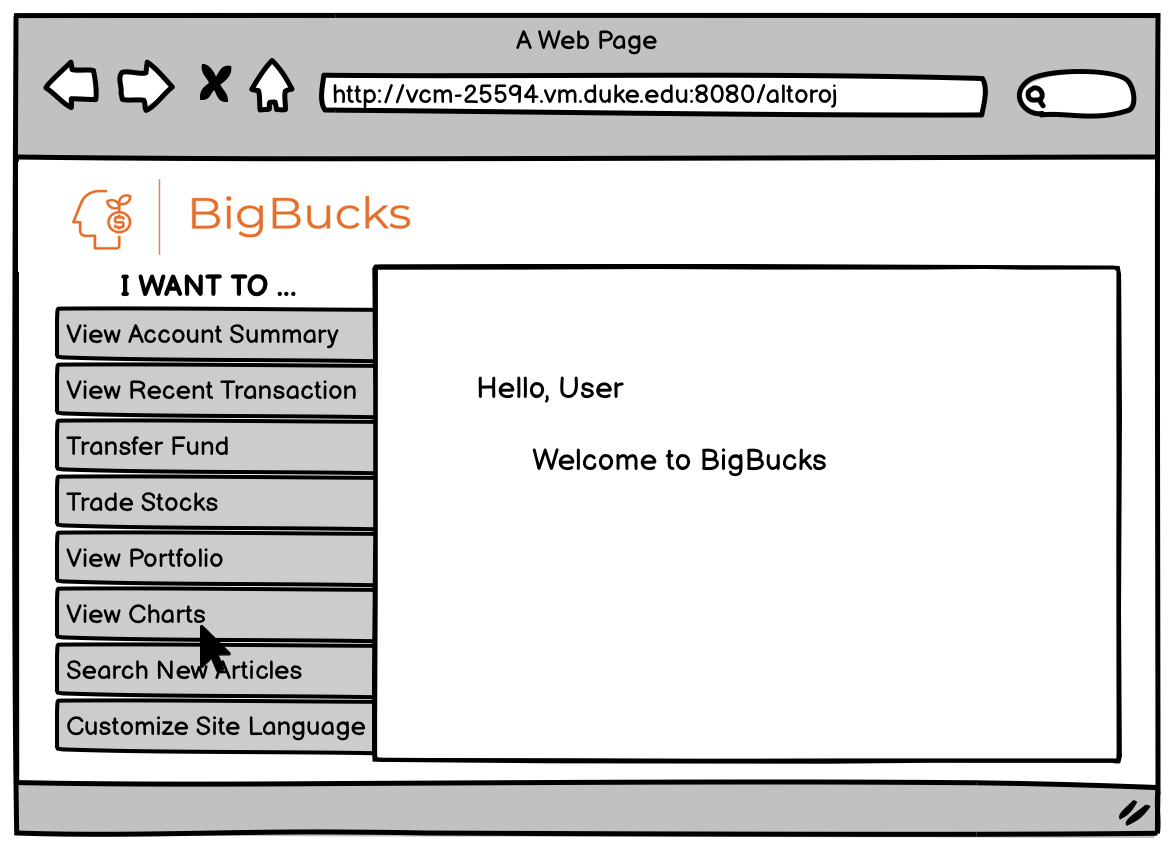 A Web Page
http://vcm-25594.vm.duke.edu:8080/altoroj
BigBucks
I WANT TO ...
View Account Summary
View Recent Transaction
Transfer Fund
Trade Stocks
View Portfolio
View Charts
Search New Articles
Customize Site Language
Hello, User
Welcome to BigBucks